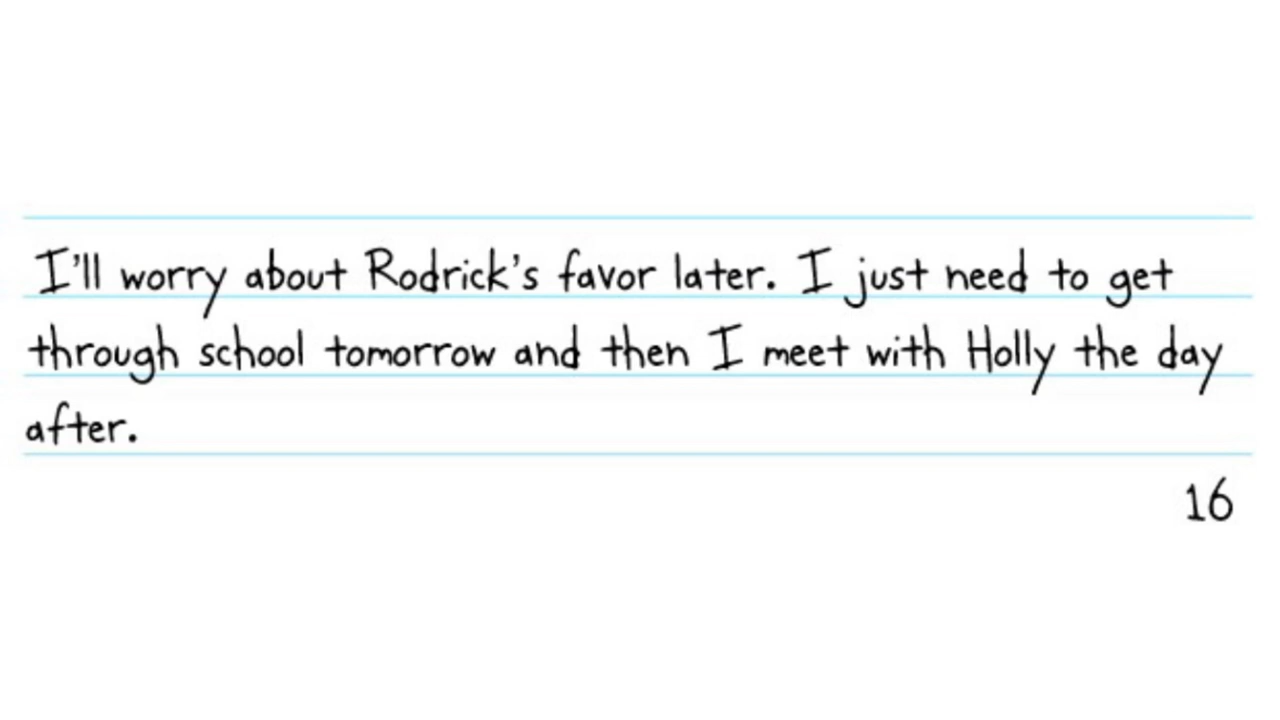 I'll worry about Rodrick's favor later. I just need to get
through school tomorrow and then I meet with Holly the day
after.
16